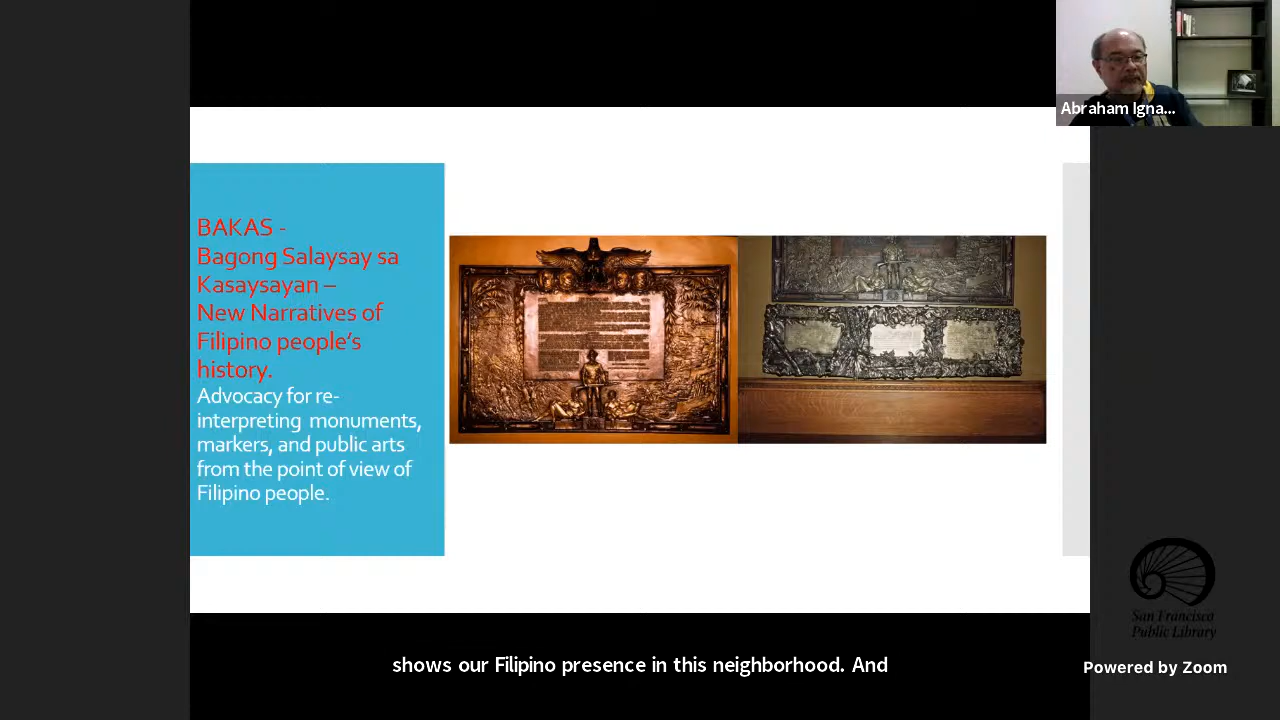 Abraham Igna...
BAKAS -
Bagong Salaysay sa
Kasaysayan –
New Narratives of
Filipino people's
history.
Advocacy for re-
interpreting monuments,
markers, and public arts
from the point of view of
Filipino people.
San Francisco
Public Library
shows our Filipino presence in this neighborhood. And
Powered by Zoom